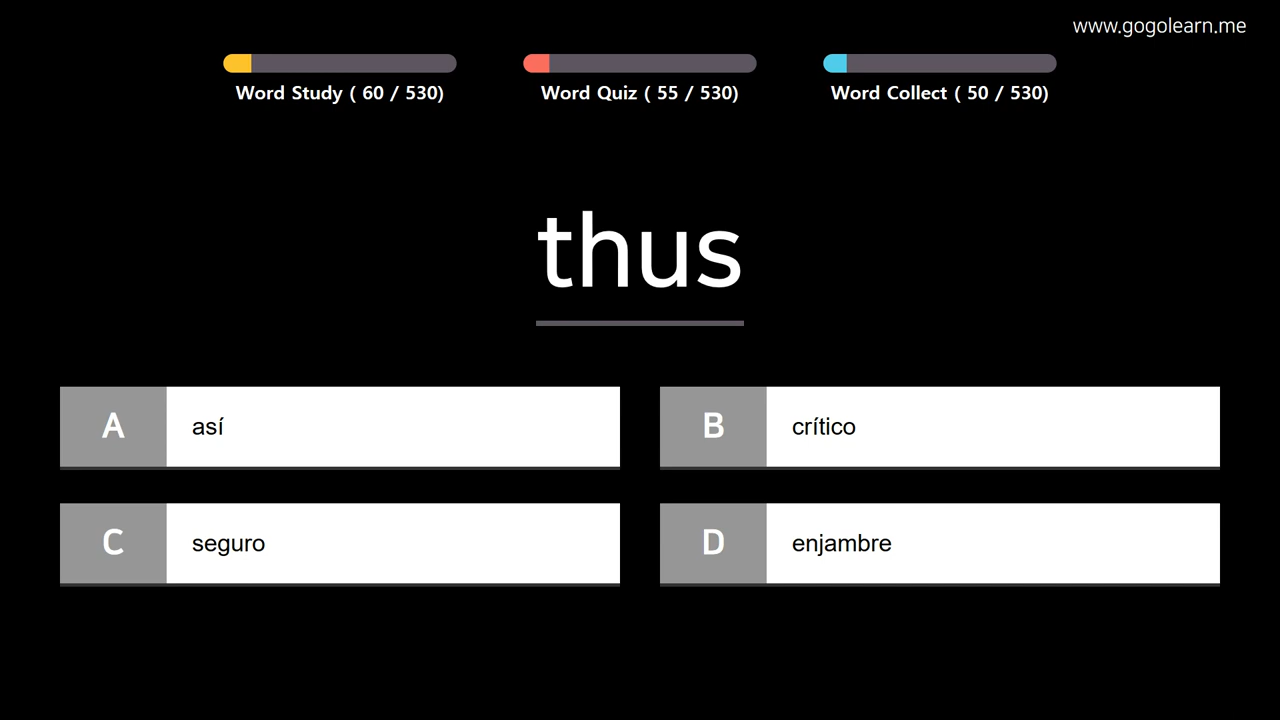 www.gogolearn.me
Word Study ( 60 / 530)
Word Quiz ( 55 / 530)
Word Collect ( 50 / 530)
thus
A
así
B
crítico
C
seguro
D
enjambre